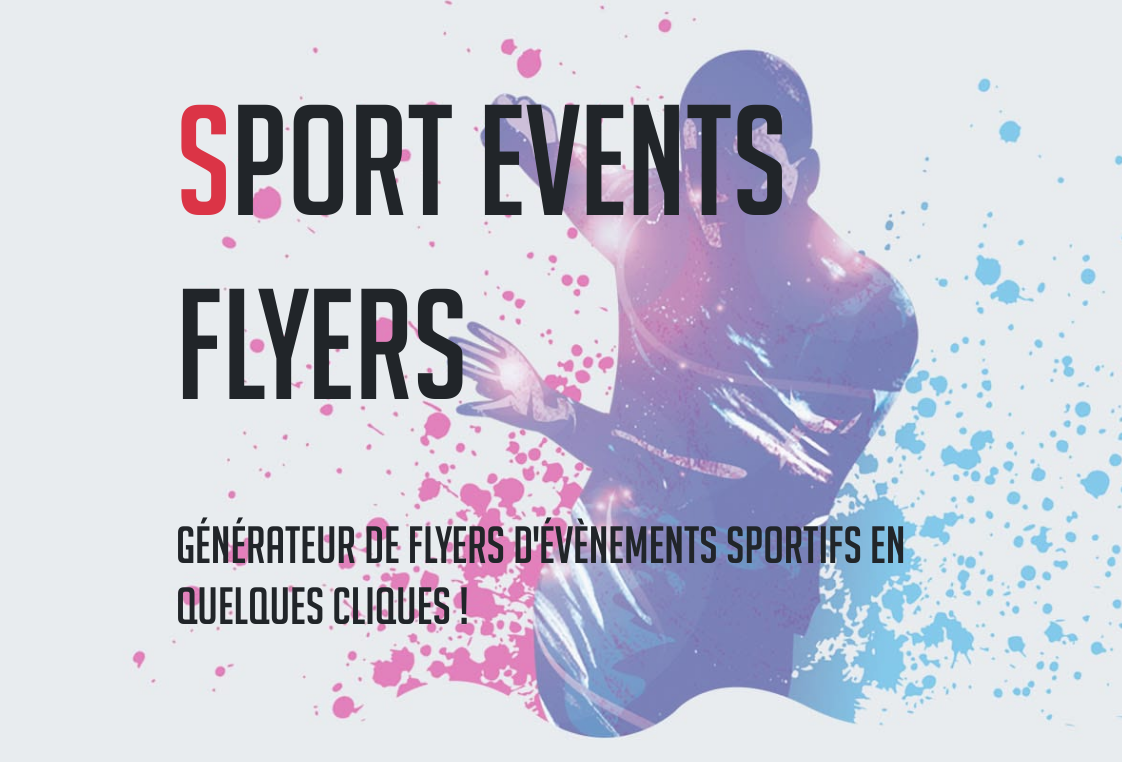 SPORT EVENTS
FLYERS
GÉNÉRATEUR DE FLYERS D'ÉVÈNEMENTS SPORTIFS EN
QUELQUES CLIQUES !